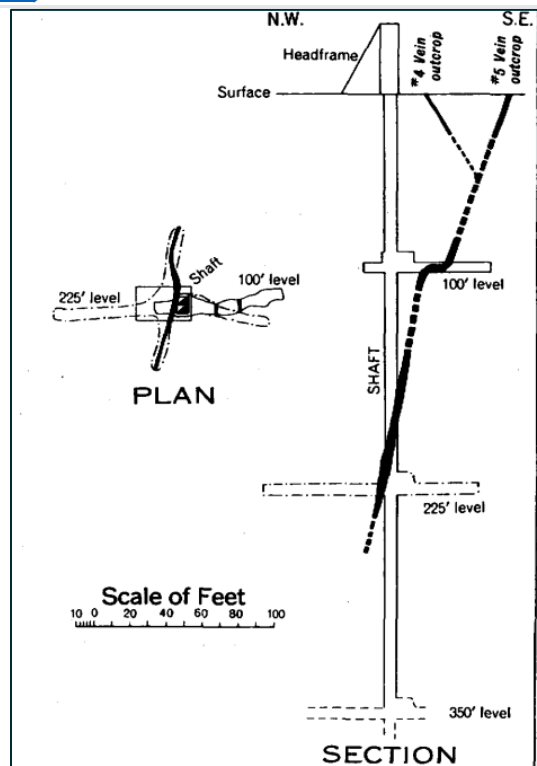 N.W.
S.E.
Headframe
#4 Vein
outcrop
#5 Vein
outcrop
Surface
Shaft
225' level
100' level
100' level
PLAN
SHAFT
225' level
Scale of Feet
10 0 20 40 60 80 100
350' level
SECTION